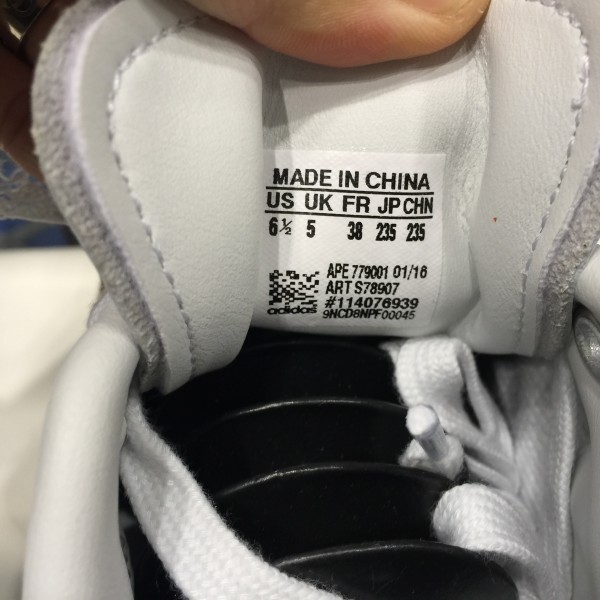 MADE IN CHINA
US UK FR JP CHN
6½ 5 38 235 235
APE 779001 01/16
ART S78907
#114076939
adidas 9NCD8NPF00045